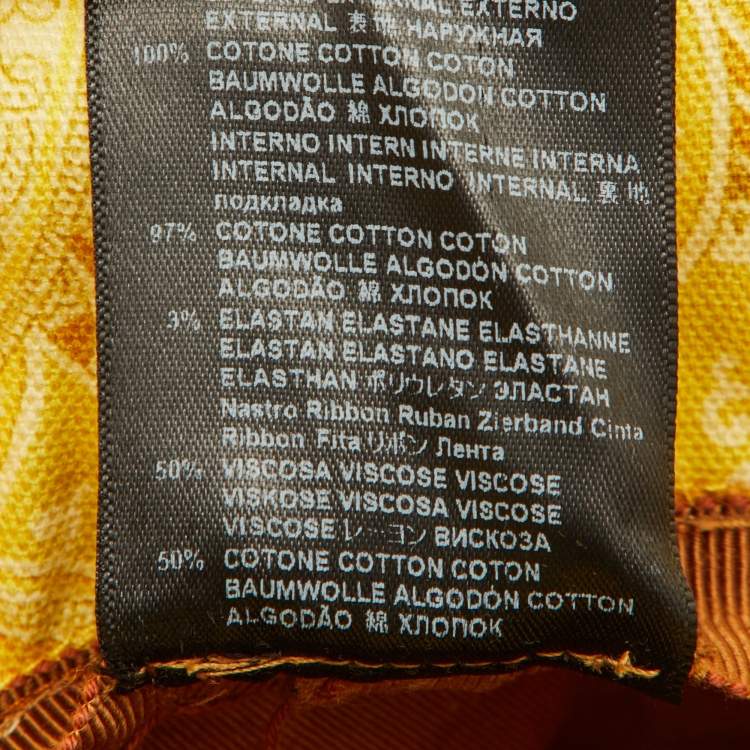 EXTERNAL EXTERNO
EXTERNAL 表地 НАРУЖНАЯ
100% COTONE COTTON COTON
BAUMWOLLE ALGODON COTTON
ALGODÃO 綿 ХЛОПОК
INTERNO INTERN INTERNE INTERNA
INTERNAL INTERNO INTERNAL 裏地
подкладка
97% COTONE COTTON COTON
BAUMWOLLE ALGODÓN COTTON
ALGODÃO 綿 ХЛОПОК
3% ELASTAN ELASTANE ELASTHANNE
ELASTAN ELASTANO ELASTANE
ELASTHAN ポリウレタン ЭЛАСТАН
Nastro Ribbon Ruban Zierband Cinta
Ribbon Fita リボン Лента
50% VISCOSA VISCOSE VISCOSE
VISKOSE VISCOSA VISCOSE
VISCOSE レーヨン ВИСКОЗА
50% COTONE COTTON COTON
BAUMWOLLE ALGODÓN COTTON
ALGODÃO 綿 ХЛОПОК